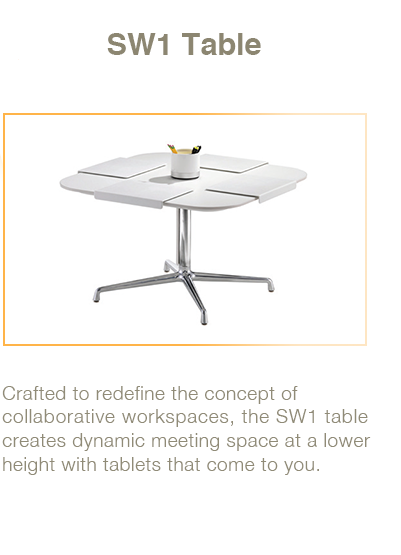 SW1 Table
Crafted to redefine the concept of
collaborative workspaces, the SW1 table
creates dynamic meeting space at a lower
height with tablets that come to you.